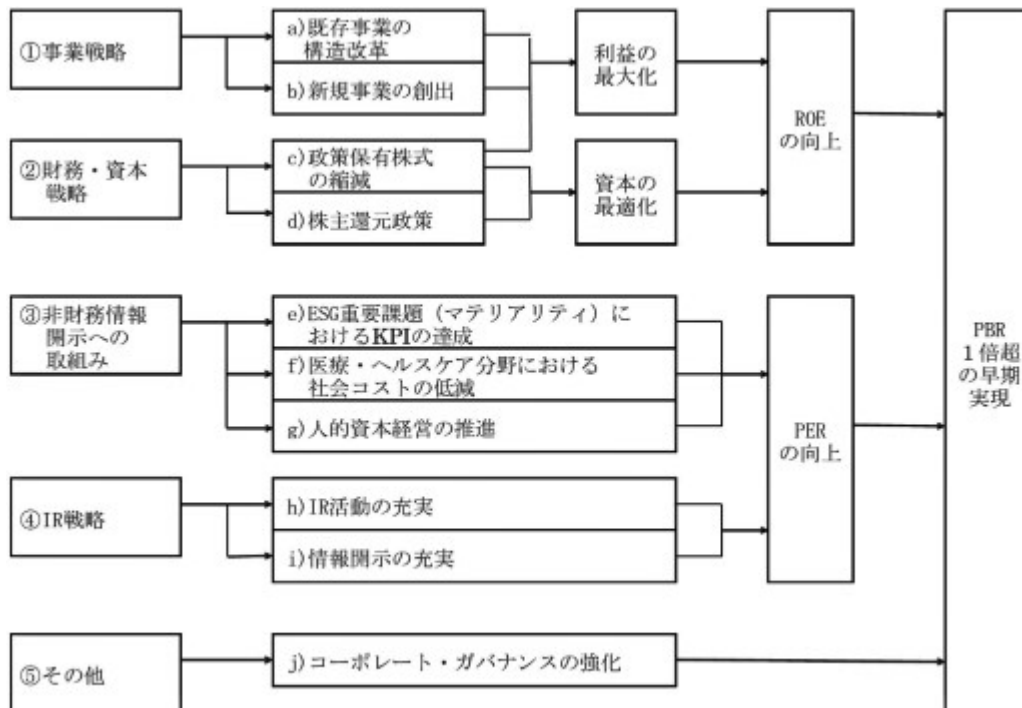 ①事業戦略
a)既存事業の
構造改革
b)新規事業の創出
利益の
最大化
②財務・資本
戦略
c)政策保有株式
の縮減
d)株主還元政策
資本の
最適化
ROE
の向上
③非財務情報
開示への
取組み
e)ESG重要課題（マテリアリティ）に
おけるKPIの達成
f)医療・ヘルスケア分野における
社会コストの低減
g)人的資本経営の推進
④IR戦略
h)IR活動の充実
i)情報開示の充実
PER
の向上
⑤その他
j)コーポレート・ガバナンスの強化
PBR
１倍超
の早期
実現